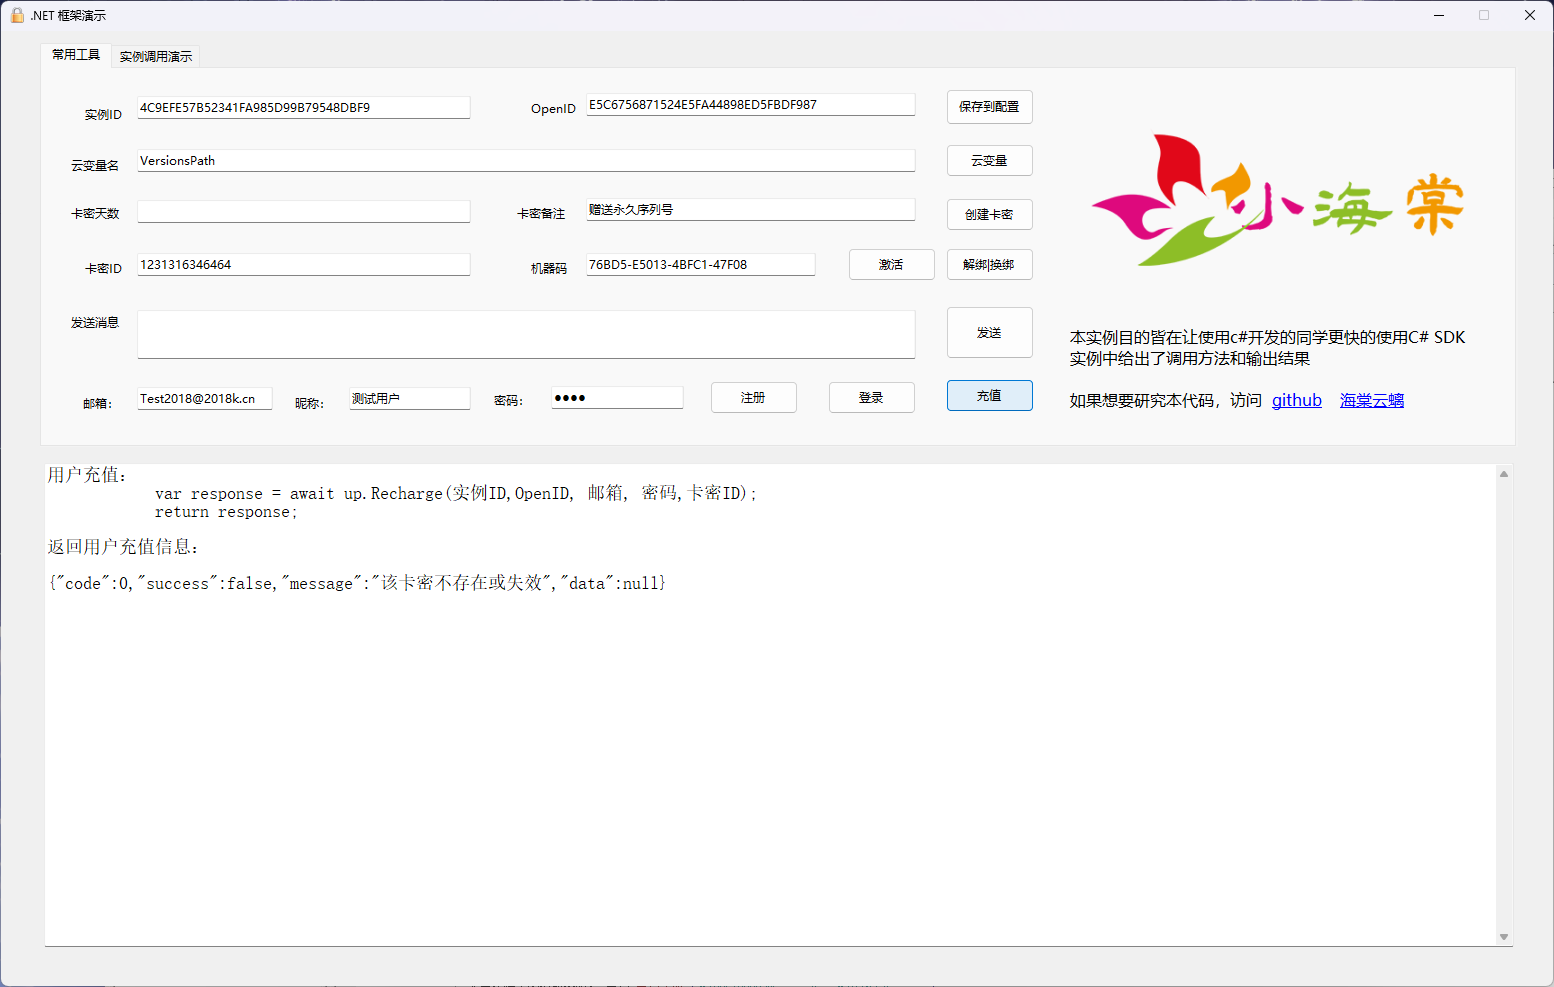 .NET 框架演示
常用工具
实例调用演示
实例ID
4C9EFE57B52341FA985D99B79548DBF9
OpenID
E5C6756871524E5FA44898ED5FBDF987
保存到配置
云变量名
VersionsPath
云变量
卡密天数
卡密备注
赠送永久序列号
创建卡密
卡密ID
1231316346464
机器码
76BD5-E5013-4BFC1-47F08
激活
解绑|换绑
发送消息
发送
邮箱：
Test2018@2018k.cn
昵称：
测试用户
密码：
●●●●
注册
登录
充值
小海棠
本实例目的皆在让使用c#开发的同学更快的使用C# SDK
实例中给出了调用方法和输出结果
如果想要研究本代码，访问 github 海棠云螭
用户充值：
var response = await up.Recharge(实例ID,OpenID, 邮箱, 密码,卡密ID);
return response;
返回用户充值信息：
{"code":0,"success":false,"message":"该卡密不存在或失效","data":null}